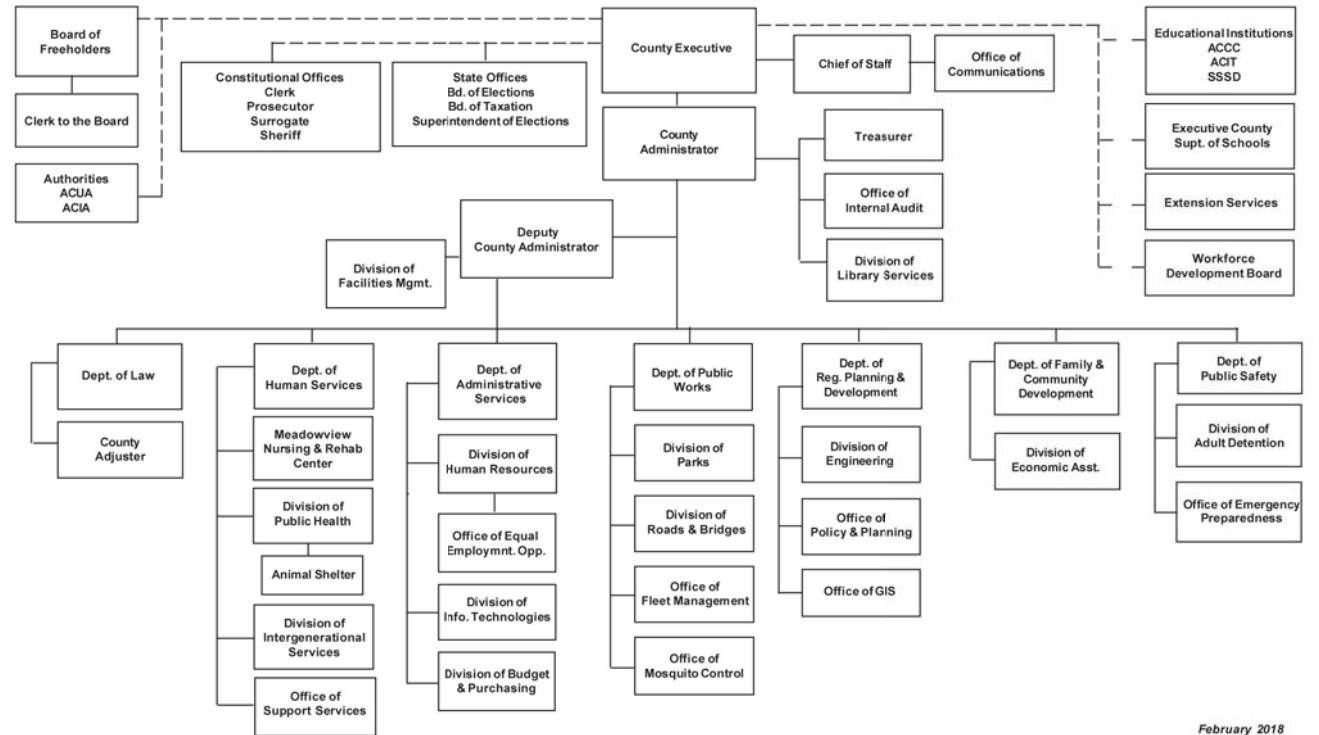 Board of
Freeholders
Clerk to the Board
Authorities
ACUA
ACIA
Constitutional Offices
Clerk
Prosecutor
Surrogate
Sheriff
State Offices
Bd. of Elections
Bd. of Taxation
Superintendent of Elections
County Executive
Chief of Staff
Office of
Communications
County
Administrator
Treasurer
Office of
Internal Audit
Division of
Library Services
Educational Institutions
ACCC
ACIT
SSSD
Executive County
Supt. of Schools
Extension Services
Workforce
Development Board
Deputy
County Administrator
Division of
Facilities Mgmt.
Dept. of Law
County
Adjuster
Dept. of
Human Services
Meadowview
Nursing & Rehab
Center
Division of
Public Health
Animal Shelter
Division of
Intergenerational
Services
Office of
Support Services
Dept. of
Administrative
Services
Division of
Human Resources
Office of Equal
Employmnt. Opp.
Division of
Info. Technologies
Division of Budget
& Purchasing
Dept. of Public
Works
Division of
Parks
Division of
Roads & Bridges
Office of
Fleet Management
Office of
Mosquito Control
Dept. of
Reg. Planning &
Development
Division of
Engineering
Office of
Policy & Planning
Office of GIS
Dept. of Family &
Community
Development
Division of
Economic Asst.
Dept. of
Public Safety
Division of
Adult Detention
Office of Emergency
Preparedness
February 2018